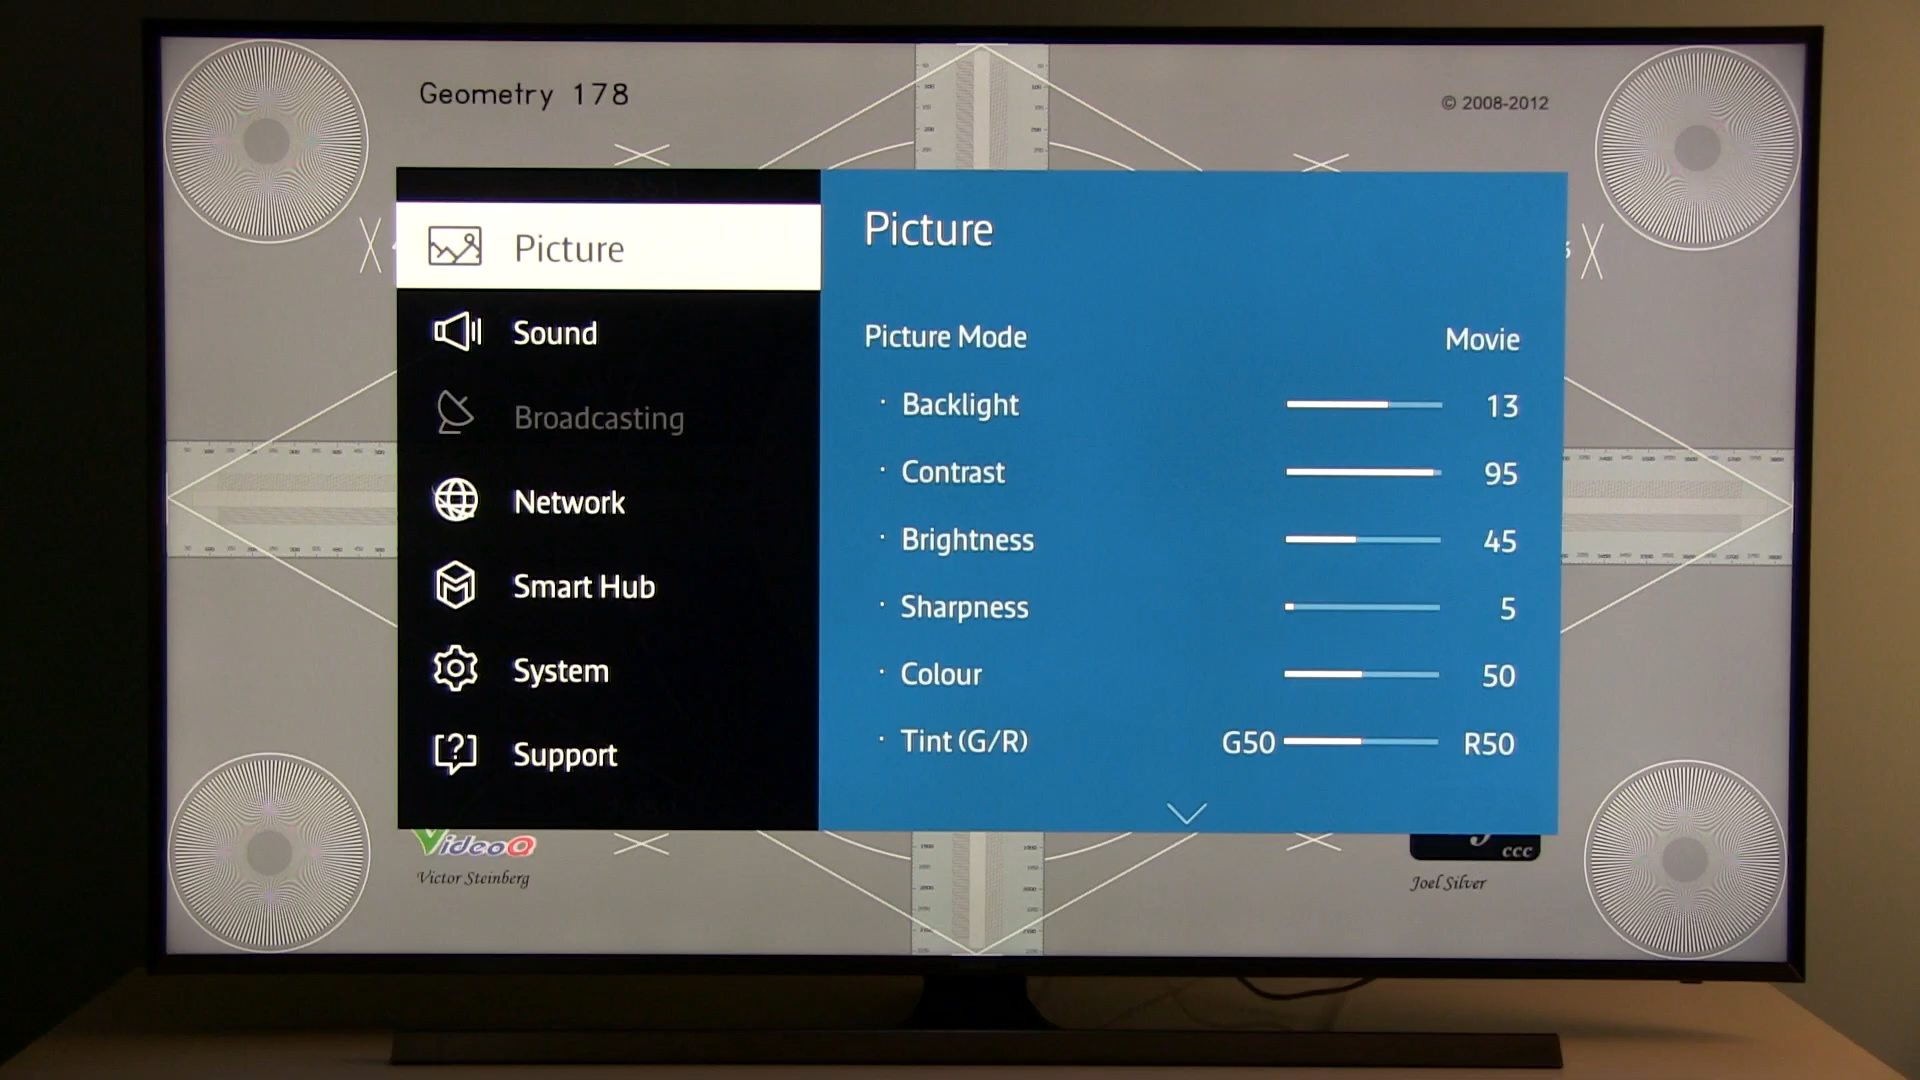 Geometry 178
© 2008-2012
Picture
Sound
Broadcasting
Network
Smart Hub
System
Support
Picture
Picture Mode Movie
· Backlight 13
· Contrast 95
· Brightness 45
· Sharpness 5
· Colour 50
· Tint (G/R) G50 R50
VideoQ
Victor Steinberg
ccc
Joel Silver